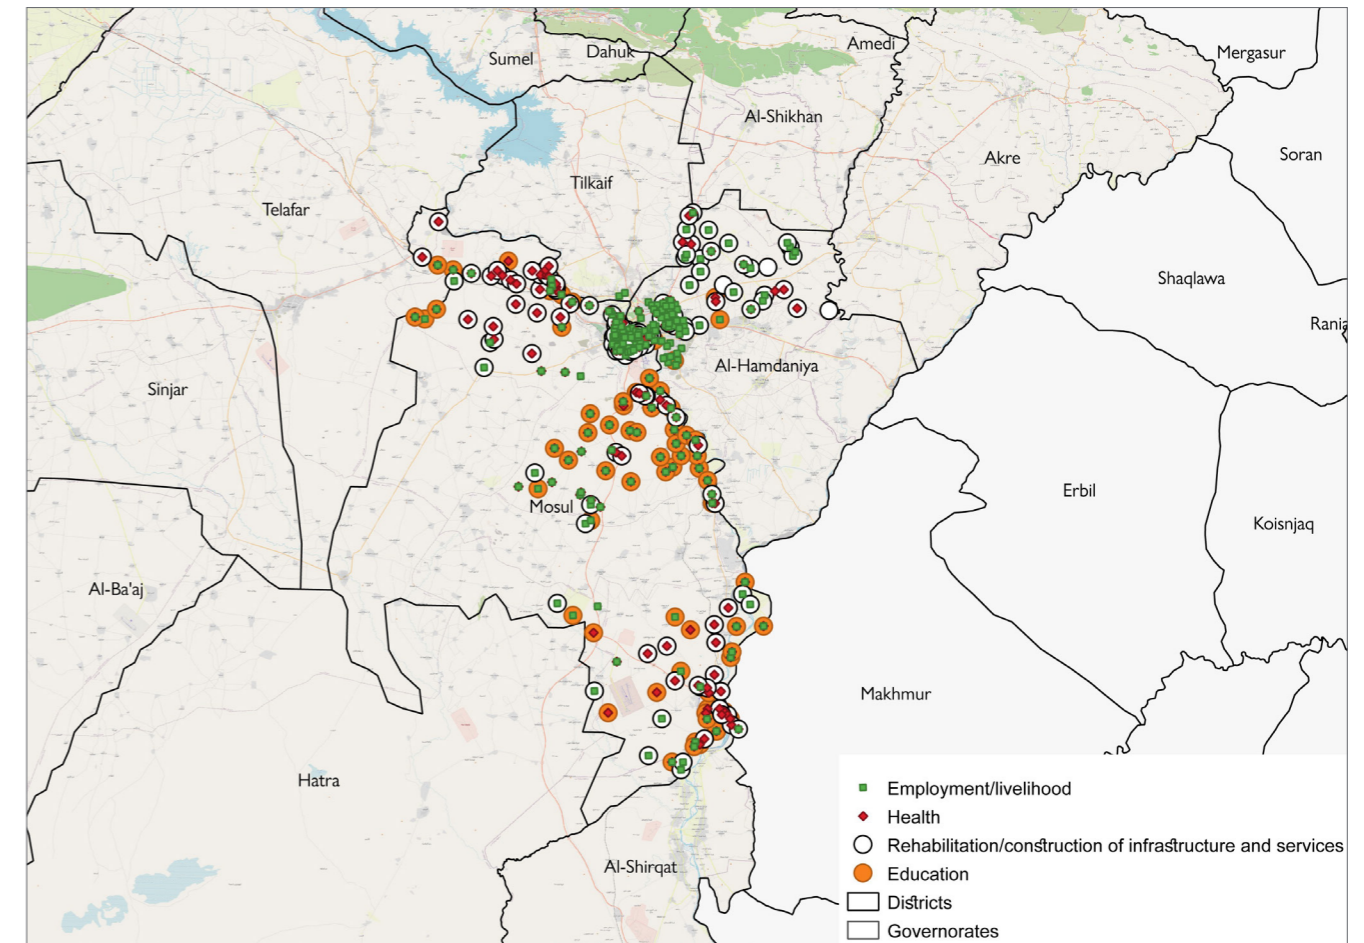 Sumel
Dahuk
Amedi
Mergasur
Al-Shikhan
Akre
Soran
Tilkaif
Telafar
Shaqlawa
Rania
Al-Hamdaniya
Sinjar
Erbil
Mosul
Koisnjaq
Al-Ba'aj
Makhmur
Hatra
Al-Shirqat
Employment/livelihood
Health
Rehabilitation/construction of infrastructure and services
Education
Districts
Governorates